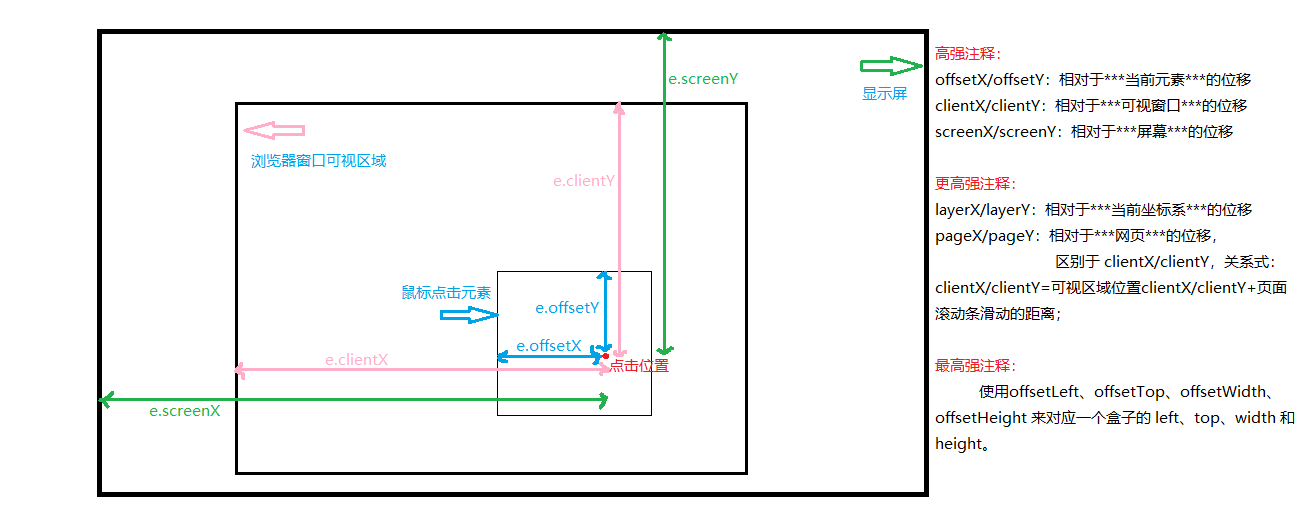 e.screenY
显示屏
浏览器窗口可视区域
e.clientY
鼠标点击元素
e.offsetY
e.offsetX
点击位置
e.clientX
e.screenX
高强注释：
offsetX/offsetY：相对于***当前元素***的位移
clientX/clientY：相对于***可视窗口***的位移
screenX/screenY：相对于***屏幕***的位移
更高强注释：
layerX/layerY：相对于***当前坐标系***的位移
pageX/pageY：相对于***网页***的位移，
区别于 clientX/clientY，关系式：
clientX/clientY=可视区域位置clientX/clientY+页面
滚动条滑动的距离；
最高强注释：
使用offsetLeft、offsetTop、offsetWidth、
offsetHeight 来对应一个盒子的 left、top、width 和
height。